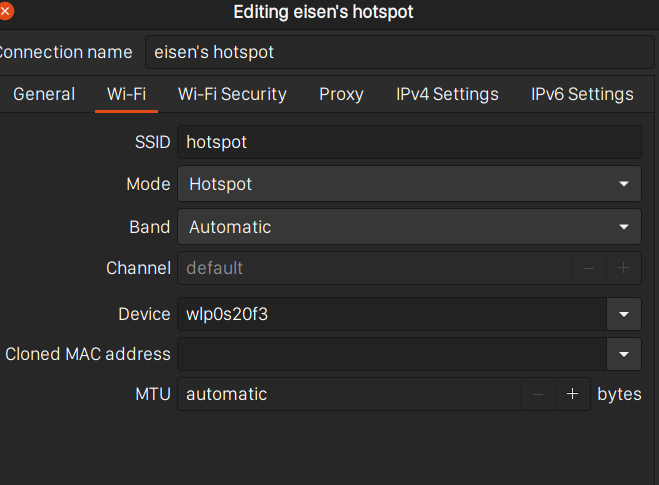 Editing eisen's hotspot
Connection name eisen's hotspot
General Wi-Fi Wi-Fi Security Proxy IPv4 Settings IPv6 Settings
SSID hotspot
Mode Hotspot
Band Automatic
Channel default
Device wlp0s20f3
Cloned MAC address
MTU automatic bytes